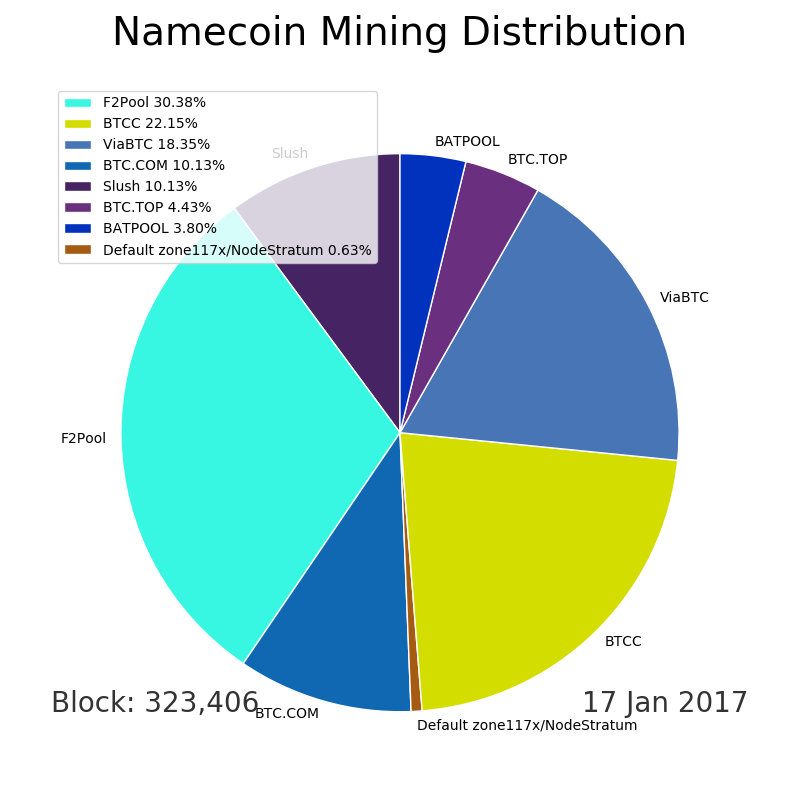 Namecoin Mining Distribution
F2Pool 30.38%
BTCC 22.15%
ViaBTC 18.35%
BTC.COM 10.13%
Slush 10.13%
BTC.TOP 4.43%
BATPOOL 3.80%
Default zone117x/NodeStratum 0.63%
Slush
BATPOOL
BTC.TOP
ViaBTC
F2Pool
BTCC
BTC.COM
Default zone117x/NodeStratum
Block: 323,406
17 Jan 2017